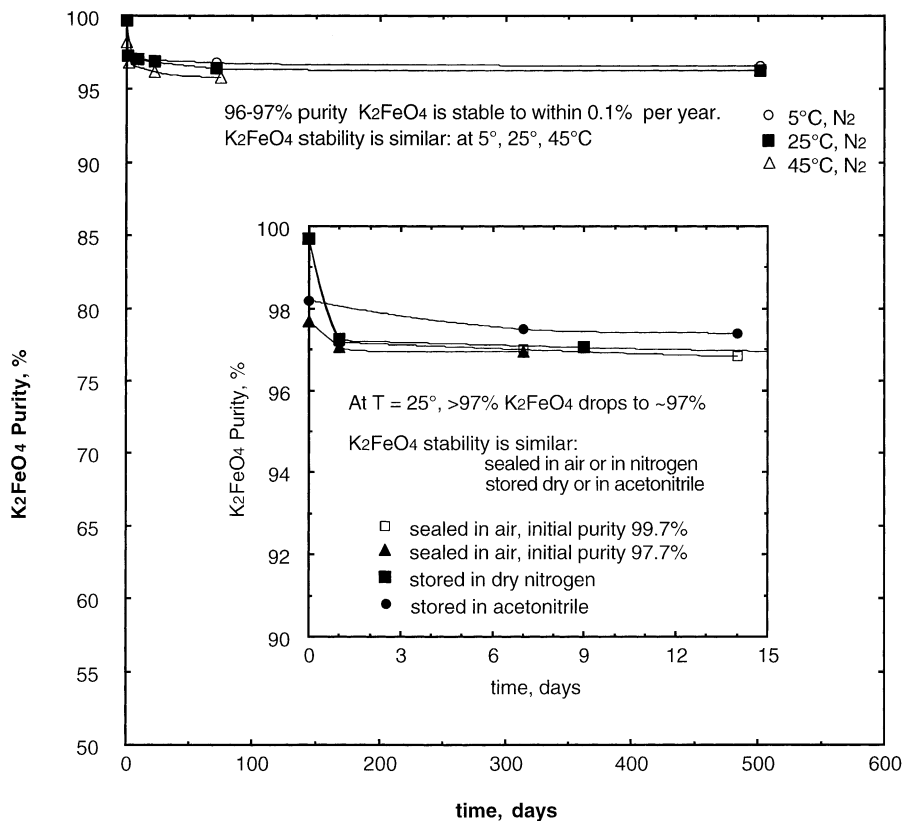 100
95
90
85
80
75
70
65
60
55
50
K2FeO4 Purity, %
96-97% purity K2FeO4 is stable to within 0.1% per year.
K2FeO4 stability is similar: at 5°, 25°, 45°C
5°C, N2
25°C, N2
45°C, N2
100
98
96
94
92
90
K2FeO4 Purity, %
At T = 25°, >97% K2FeO4 drops to ~97%
K2FeO4 stability is similar:
sealed in air or in nitrogen
stored dry or in acetonitrile
sealed in air, initial purity 99.7%
sealed in air, initial purity 97.7%
stored in dry nitrogen
stored in acetonitrile
0 3 6 9 12 15
time, days
0 100 200 300 400 500 600
time, days